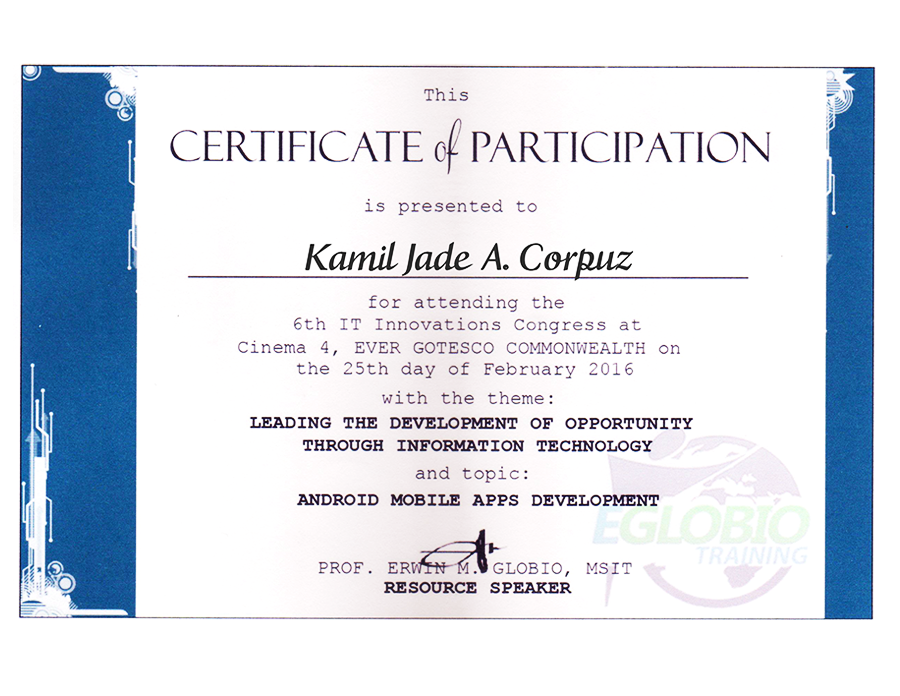 This
CERTIFICATE of PARTICIPATION
is presented to
Kamil Jade A. Corpuz
for attending the
6th IT Innovations Congress at
Cinema 4, EVER GOTESCO COMMONWEALTH on
the 25th day of February 2016
with the theme:
LEADING THE DEVELOPMENT OF OPPORTUNITY
THROUGH INFORMATION TECHNOLOGY
and topic:
ANDROID MOBILE APPS DEVELOPMENT
EGLOBIO
TRAINING
PROF. ERWIN M. GLOBIO, MSIT
RESOURCE SPEAKER